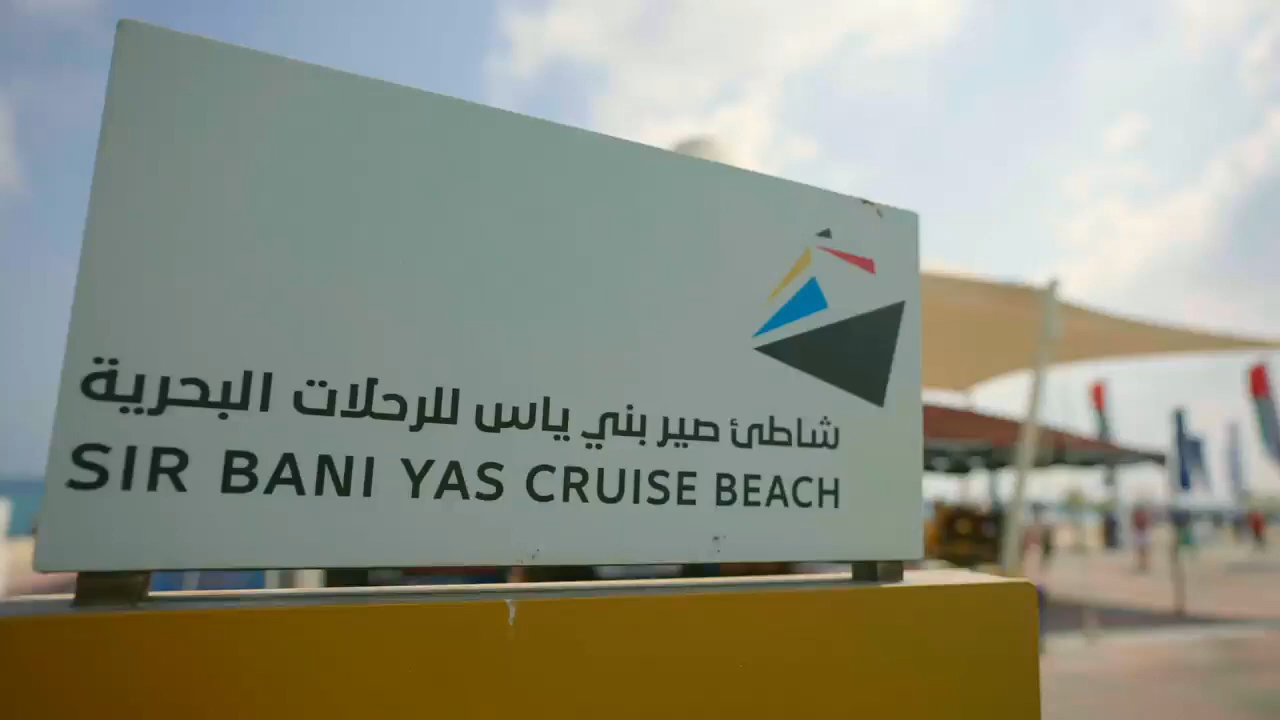 شاطئ صير بني ياس للرحلات البحرية
SIR BANI YAS CRUISE BEACH